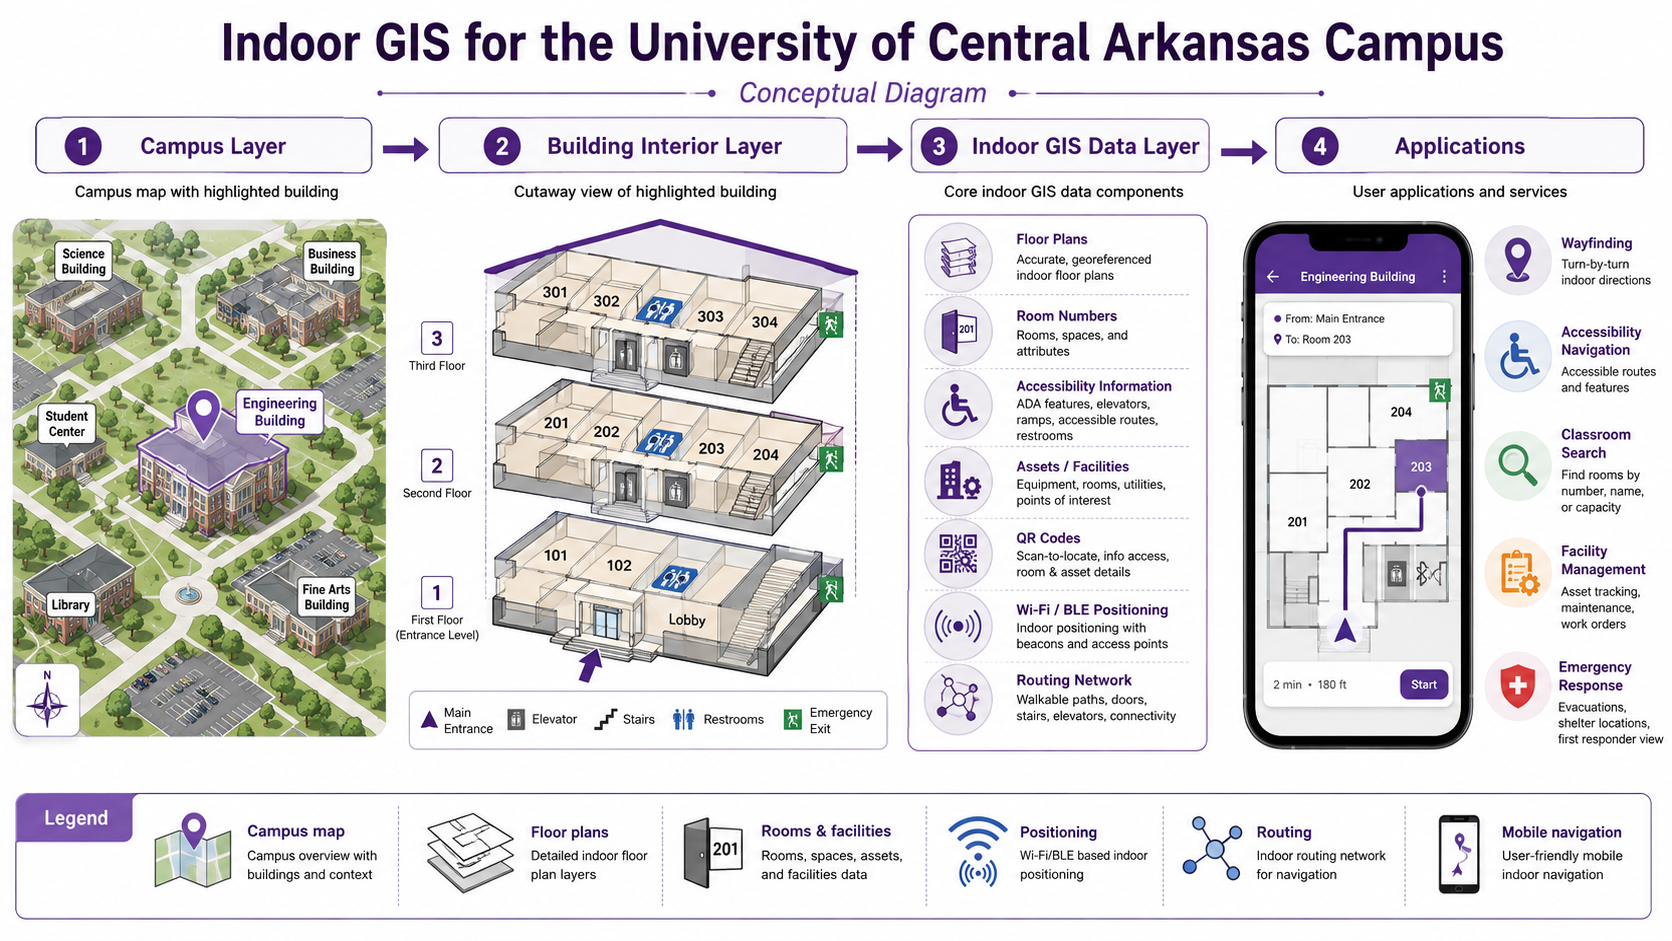 Indoor GIS for the University of Central Arkansas Campus
Conceptual Diagram
1 Campus Layer
Campus map with highlighted building
Science
Building
Business
Building
Student
Center
Engineering
Building
Library
Fine Arts
Building
N
2 Building Interior Layer
Cutaway view of highlighted building
3
Third Floor
301
302
303
304
2
Second Floor
201
202
203
204
1
First Floor
(Entrance Level)
101
102
Lobby
Main
Entrance
Elevator
Stairs
Restrooms
Emergency
Exit
3 Indoor GIS Data Layer
Core indoor GIS data components
Floor Plans
Accurate, georeferenced
indoor floor plans
201
Room Numbers
Rooms, spaces, and
attributes
Accessibility Information
ADA features, elevators,
ramps, accessible routes,
restrooms
Assets / Facilities
Equipment, rooms, utilities,
points of interest
QR Codes
Scan-to-locate, info access,
room & asset details
Wi-Fi / BLE Positioning
Indoor positioning with
beacons and access points
Routing Network
Walkable paths, doors,
stairs, elevators, connectivity
4 Applications
User applications and services
Engineering Building
From: Main Entrance
To: Room 203
204
203
202
201
2 min • 180 ft
Start
Wayfinding
Turn-by-turn
indoor directions
Accessibility
Navigation
Accessible routes
and features
Classroom
Search
Find rooms by
number, name,
or capacity
Facility
Management
Asset tracking,
maintenance,
work orders
Emergency
Response
Evacuations,
shelter locations,
first responder view
Legend
Campus map
Campus overview with
buildings and context
Floor plans
Detailed indoor floor
plan layers
201
Rooms & facilities
Rooms, spaces, assets,
and facilities data
Positioning
Wi-Fi/BLE based indoor
positioning
Routing
Indoor routing network
for navigation
Mobile navigation
User-friendly mobile
indoor navigation